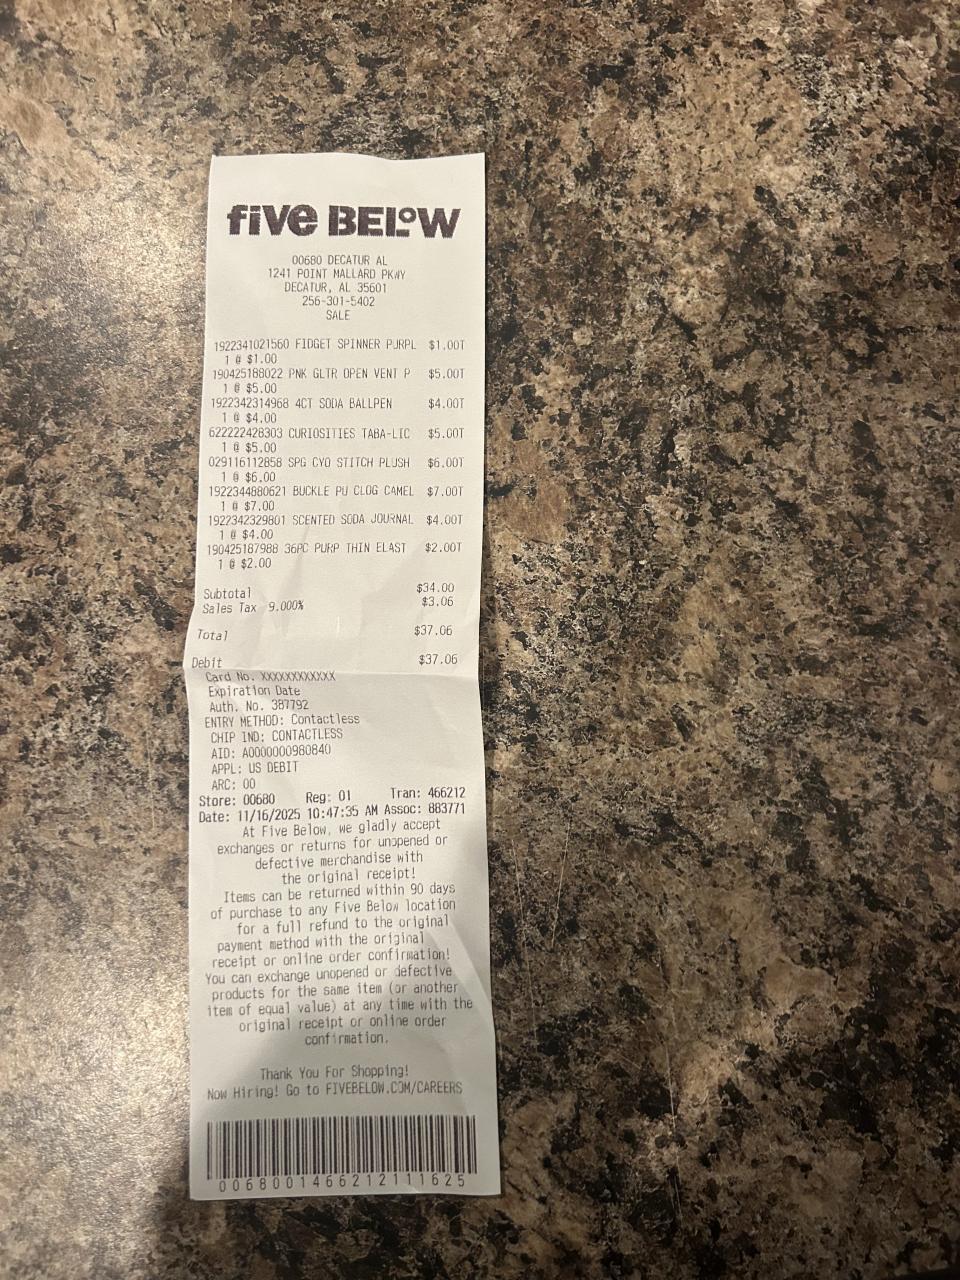 five BELOW
00680 DECATUR AL
1241 POINT MALLARD PKWY
DECATUR, AL 35601
256-301-5402
SALE
1922341021560 FIDGET SPINNER PURPL $1.00T
1 @ $1.00
190425188022 PNK GLTR OPEN VENT P $5.00T
1 @ $5.00
1922342314968 4CT SODA BALLPEN $4.00T
1 @ $4.00
622222428303 CURIOSITIES TABA-LIC $5.00T
1 @ $5.00
029116112858 SPG CYO STITCH PLUSH $6.00T
1 @ $6.00
1922344880621 BUCKLE PU CLOG CAMEL $7.00T
1 @ $7.00
1922342329801 SCENTED SODA JOURNAL $4.00T
1 @ $4.00
190425187988 36PC PURP THIN ELAST $2.00T
1 @ $2.00
Subtotal $34.00
Sales Tax 9.000% $3.06
Total $37.06
Debit $37.06
Card No. XXXXXXXXXXXX
Expiration Date
Auth. No. 387792
ENTRY METHOD: Contactless
CHIP IND: CONTACTLESS
AID: A0000000980840
APPL: US DEBIT
ARC: 00
Store: 00680 Reg: 01 Tran: 466212
Date: 11/16/2025 10:47:35 AM Assoc: 883771
At Five Below, we gladly accept
exchanges or returns for unopened or
defective merchandise with
the original receipt!
Items can be returned within 90 days
of purchase to any Five Below location
for a full refund to the original
payment method with the original
receipt or online order confirmation!
You can exchange unopened or defective
products for the same item (or another
item of equal value) at any time with the
original receipt or online order
confirmation.
Thank You For Shopping!
Now Hiring! Go to FIVEBELOW.COM/CAREERS
00680014662121111625